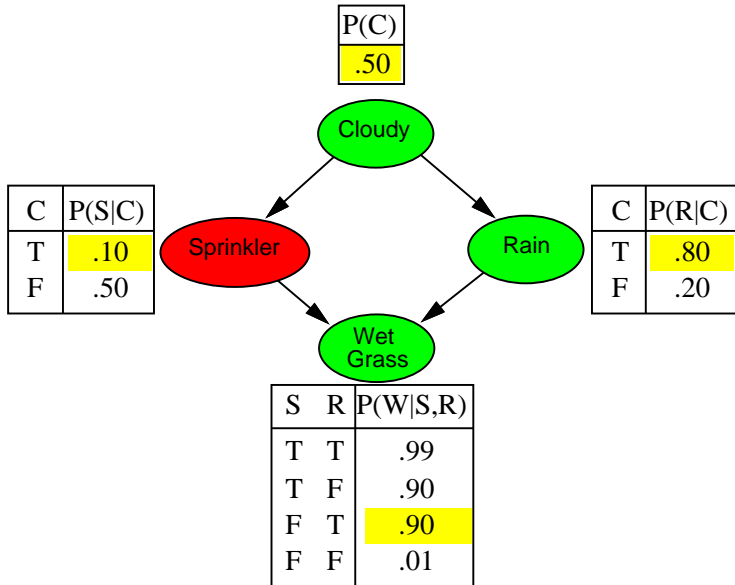 P(C)
.50
Cloudy
C P(S|C)
T .10
F .50
Sprinkler
Rain
C P(R|C)
T .80
F .20
Wet
Grass
S R P(W|S,R)
T T .99
T F .90
F T .90
F F .01